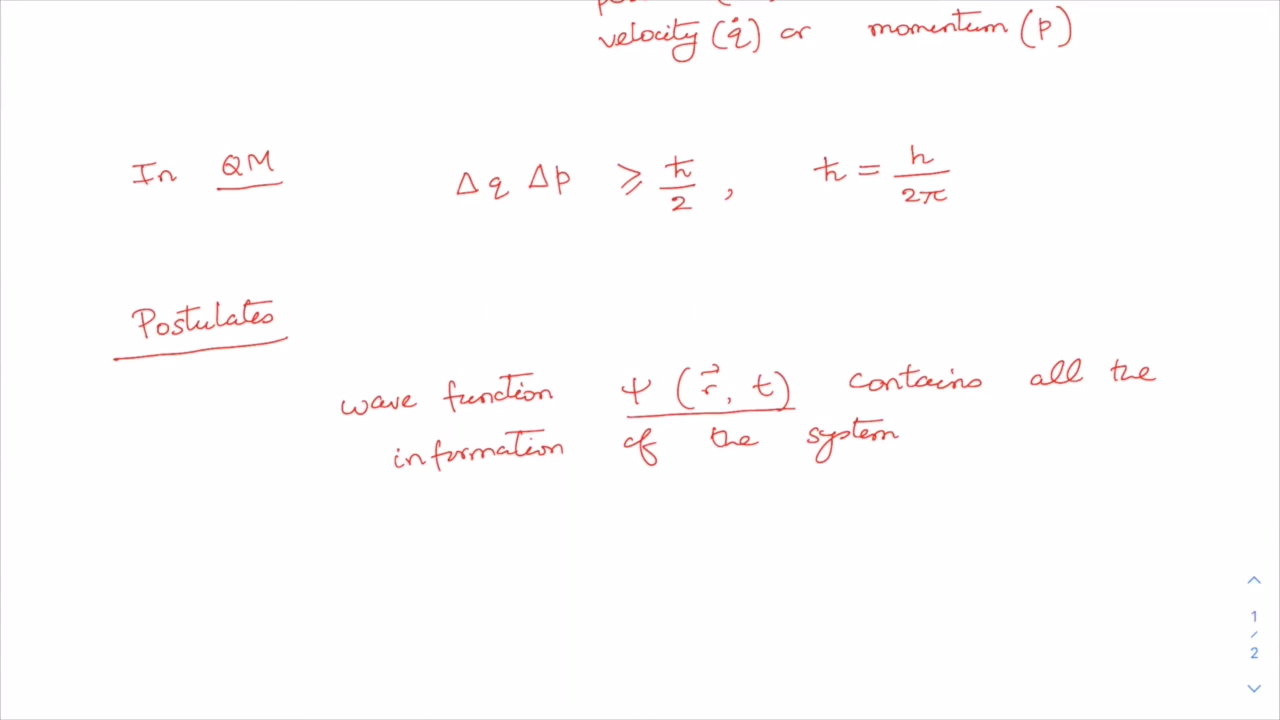 velocity (q̇) or momentum (p)
In QM Δq Δp ⩾ ħ/2 , ħ = h/2π
Postulates
wave function Ψ (r⃗, t) contains all the
information of the system
1
/
2